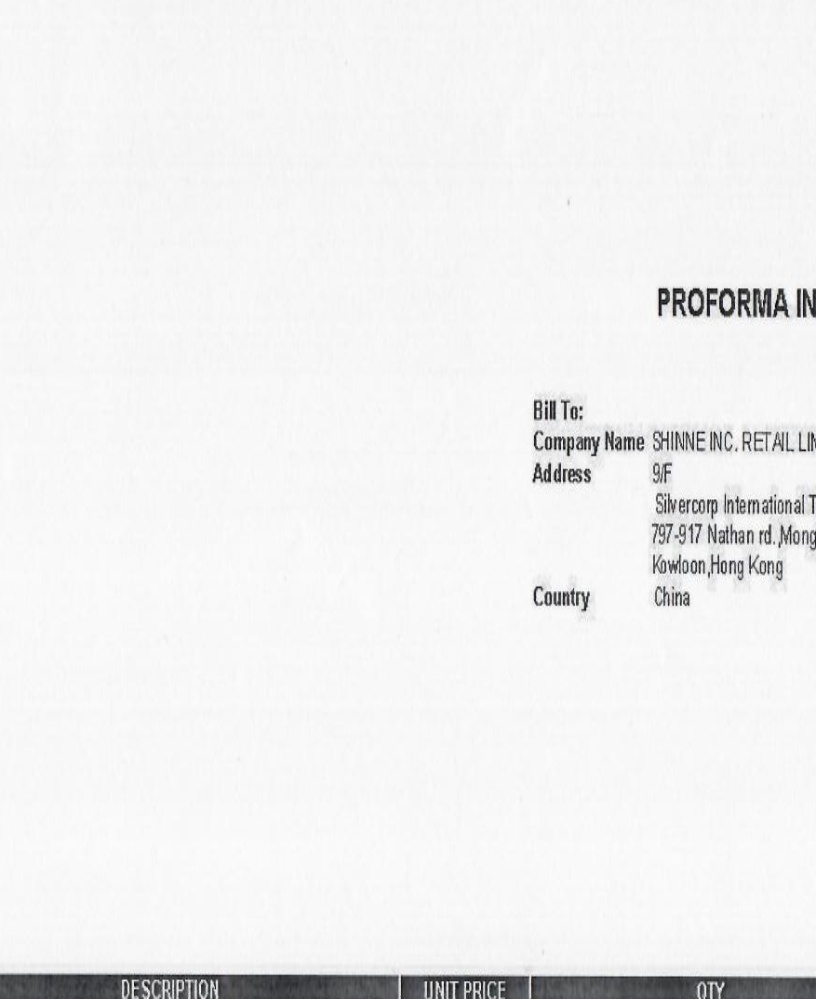 PROFORMA IN
Bill To:
Company Name SHINNE INC. RETAIL LIN
Address 9/F
Silvercorp International T
797-917 Nathan rd.,Mong
Kowloon,Hong Kong
Country China
DESCRIPTION UNIT PRICE QTY